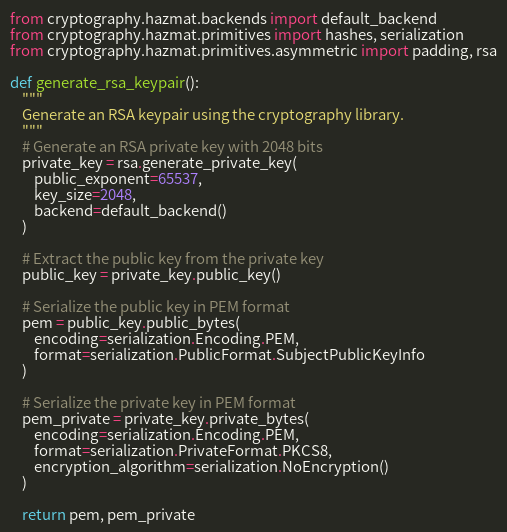 from cryptography.hazmat.backends import default_backend
from cryptography.hazmat.primitives import hashes, serialization
from cryptography.hazmat.primitives.asymmetric import padding, rsa

def generate_rsa_keypair():
    """
    Generate an RSA keypair using the cryptography library.
    """
    # Generate an RSA private key with 2048 bits
    private_key = rsa.generate_private_key(
        public_exponent=65537,
        key_size=2048,
        backend=default_backend()
    )

    # Extract the public key from the private key
    public_key = private_key.public_key()

    # Serialize the public key in PEM format
    pem = public_key.public_bytes(
        encoding=serialization.Encoding.PEM,
        format=serialization.PublicFormat.SubjectPublicKeyInfo
    )

    # Serialize the private key in PEM format
    pem_private = private_key.private_bytes(
        encoding=serialization.Encoding.PEM,
        format=serialization.PrivateFormat.PKCS8,
        encryption_algorithm=serialization.NoEncryption()
    )

    return pem, pem_private